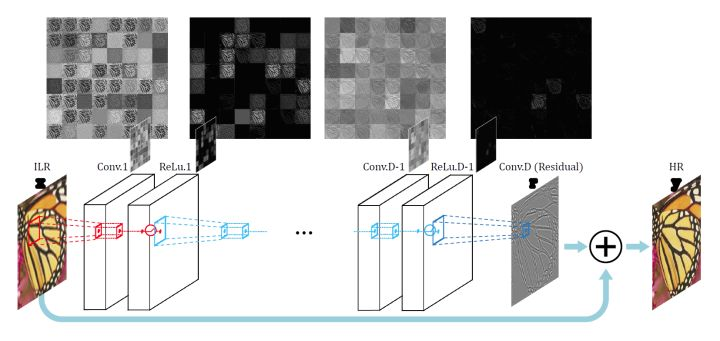 ILR
x
Conv.1
ReLu.1
Conv.D-1
ReLu.D-1
Conv.D (Residual)
r
HR
y
...
+